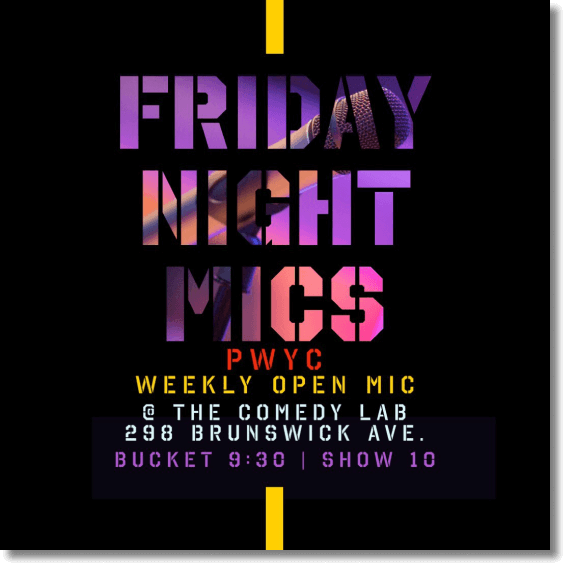 FRIDAY
NIGHT
MICS
PWYC
WEEKLY OPEN MIC
@ THE COMEDY LAB
298 BRUNSWICK AVE.
BUCKET 9:30 | SHOW 10